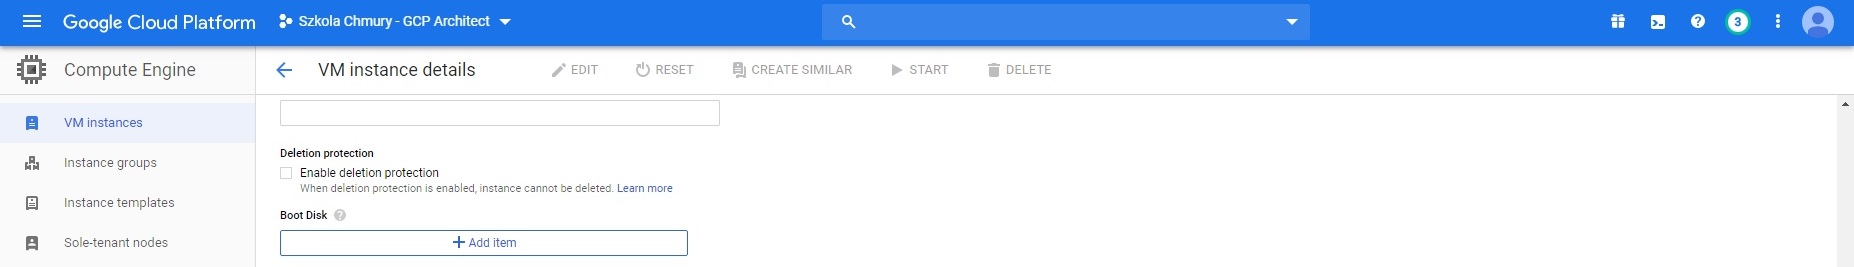 Google Cloud Platform
Szkola Chmury - GCP Architect
3
Compute Engine
VM instance details
EDIT
RESET
CREATE SIMILAR
START
DELETE
VM instances
Instance groups
Instance templates
Sole-tenant nodes
Deletion protection
Enable deletion protection
When deletion protection is enabled, instance cannot be deleted. Learn more
Boot Disk ?
+ Add item